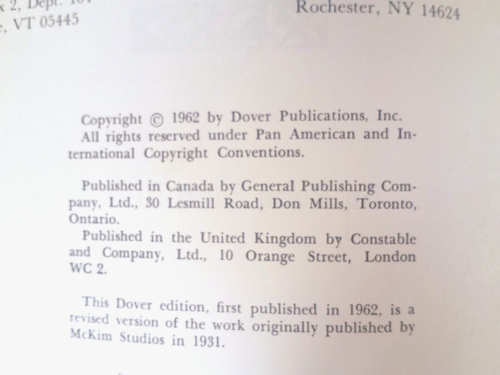 x 2, Dept.
Rochester, NY 14624
VT 05445
Copyright © 1962 by Dover Publications, Inc.
All rights reserved under Pan American and In-
ternational Copyright Conventions.
Published in Canada by General Publishing Com-
pany, Ltd., 30 Lesmill Road, Don Mills, Toronto,
Ontario.
Published in the United Kingdom by Constable
and Company, Ltd., 10 Orange Street, London
WC 2.
This Dover edition, first published in 1962, is a
revised version of the work originally published by
McKim Studios in 1931.